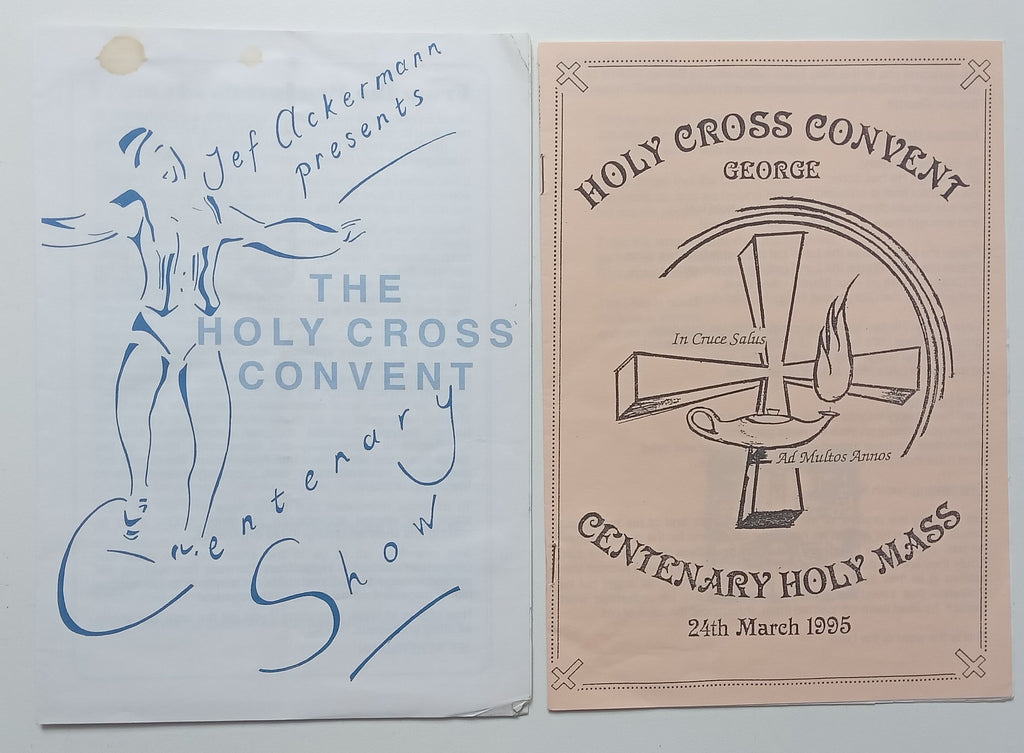 Jef Ackermann
presents
THE
HOLY CROSS
CONVENT
Centenary
Show
HOLY CROSS CONVENT
GEORGE
In Cruce Salus
Ad Multos Annos
CENTENARY HOLY MASS
24th March 1995